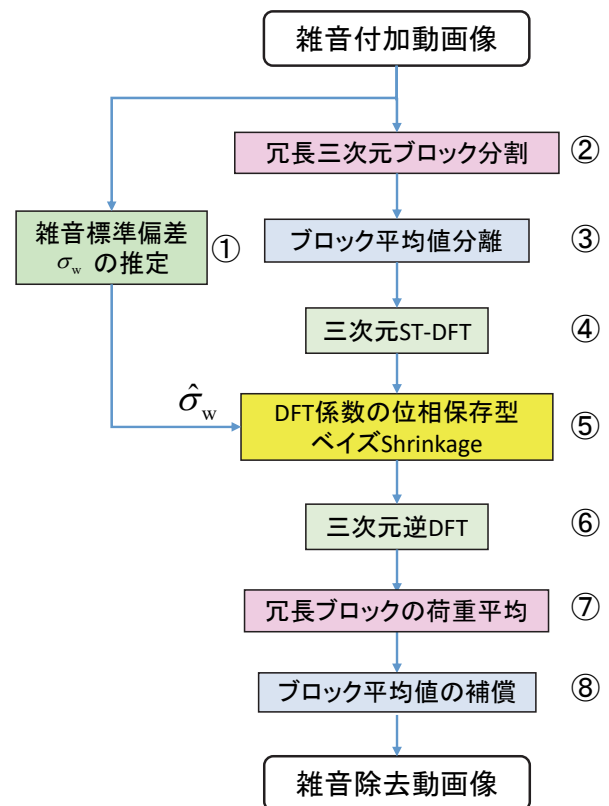 雑音付加動画像
冗長三次元ブロック分割
②
雑音標準偏差
σw の推定
①
ブロック平均値分離
③
三次元ST-DFT
④
σ̂w
DFT係数の位相保存型
ベイズShrinkage
⑤
三次元逆DFT
⑥
冗長ブロックの荷重平均
⑦
ブロック平均値の補償
⑧
雑音除去動画像